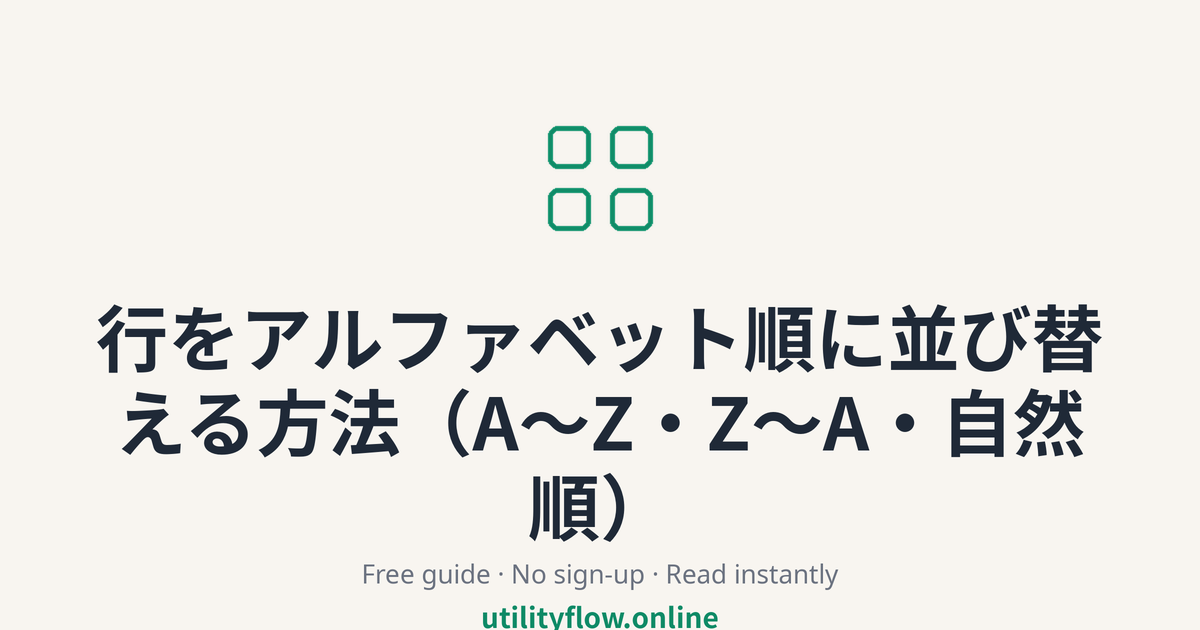 行をアルファベット順に並び替
える方法（A〜Z・Z〜A・自然
順）
Free guide · No sign-up · Read instantly
utilityflow.online